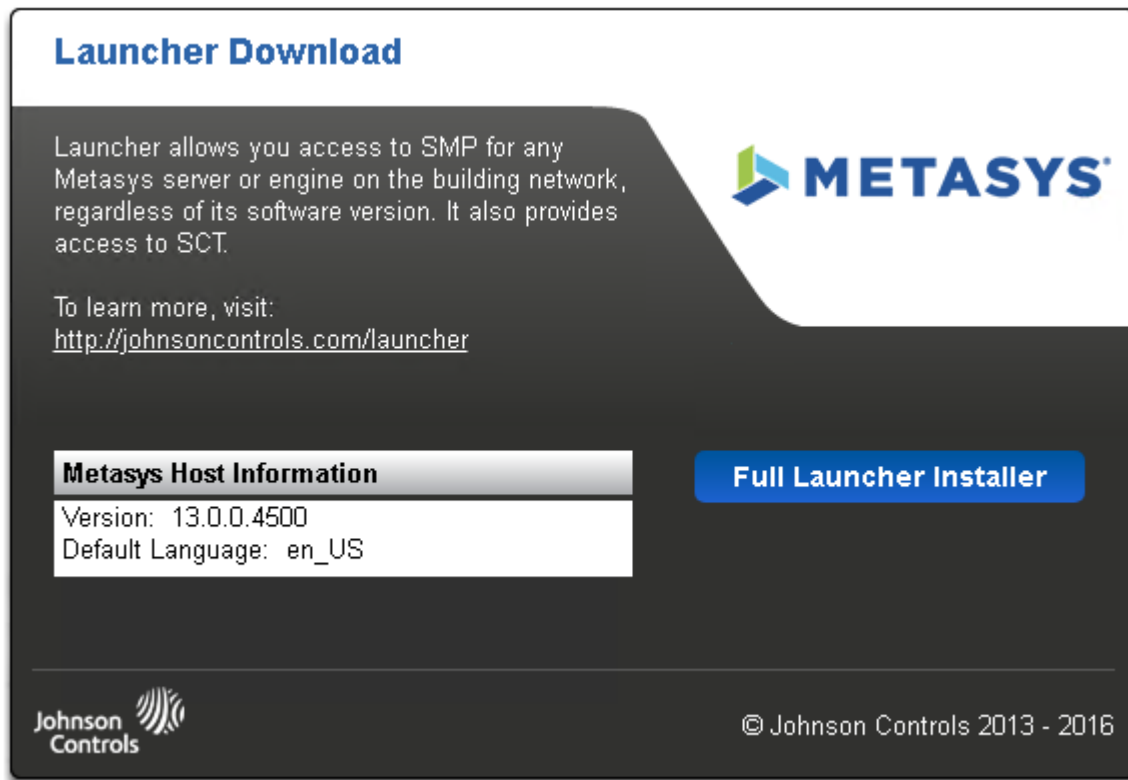 Launcher Download
Launcher allows you access to SMP for any
Metasys server or engine on the building network,
regardless of its software version. It also provides
access to SCT.
To learn more, visit:
http://johnsoncontrols.com/launcher
METASYS®
Metasys Host Information
Version: 13.0.0.4500
Default Language: en_US
Full Launcher Installer
Johnson
Controls
© Johnson Controls 2013 - 2016